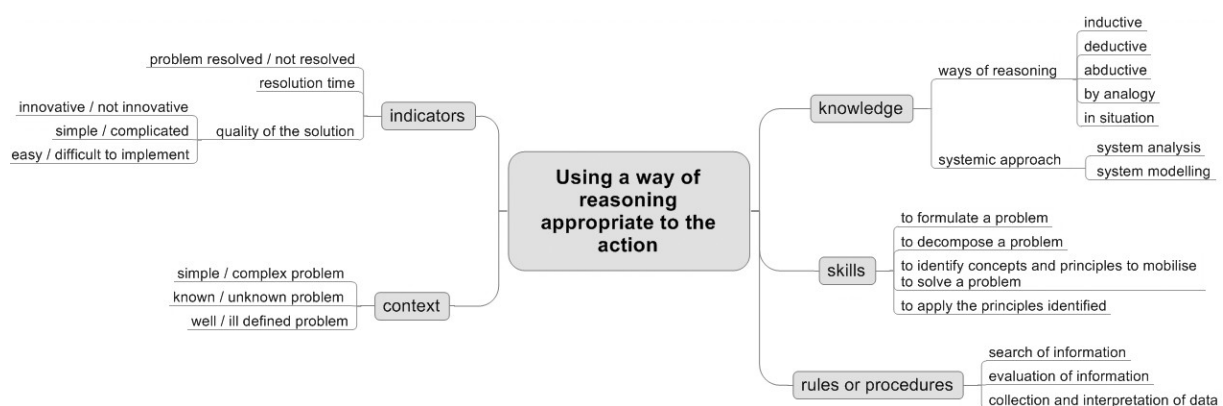 Using a way of
reasoning
appropriate to the
action
indicators
problem resolved / not resolved
resolution time
quality of the solution
innovative / not innovative
simple / complicated
easy / difficult to implement
context
simple / complex problem
known / unknown problem
well / ill defined problem
knowledge
ways of reasoning
inductive
deductive
abductive
by analogy
in situation
systemic approach
system analysis
system modelling
skills
to formulate a problem
to decompose a problem
to identify concepts and principles to mobilise
to solve a problem
to apply the principles identified
rules or procedures
search of information
evaluation of information
collection and interpretation of data